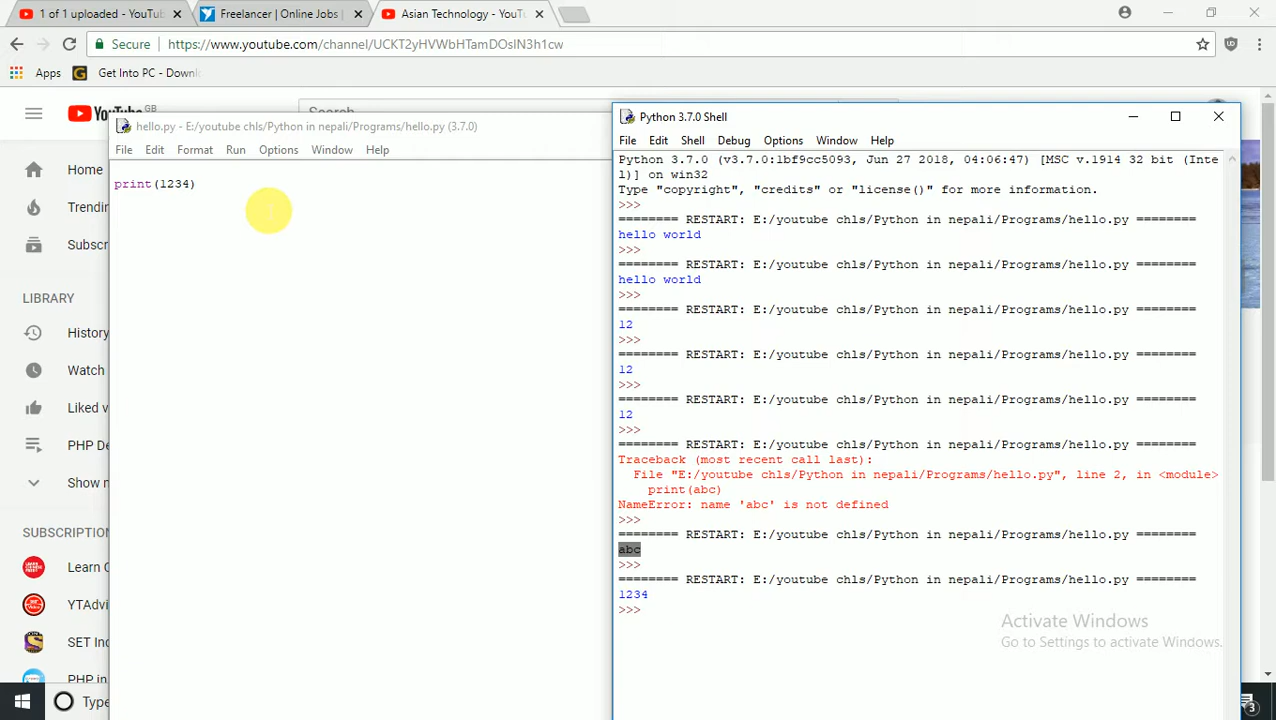 1 of 1 uploaded - YouTub
Freelancer | Online Jobs |
Asian Technology - YouTu
Secure
https://www.youtube.com/channel/UCKT2yHVWbHTamDOsIN3h1cw
Apps
Get Into PC - Downl
YouTube
GB
Search
hello.py - E:/youtube chls/Python in nepali/Programs/hello.py (3.7.0)
File Edit Format Run Options Window Help
print(1234)
Home
Trending
Subscr
LIBRARY
History
Watch
Liked v
PHP De
Show m
SUBSCRIPTION
Learn C
YTAdvi
SET Inc
PHP in
Python 3.7.0 Shell
File Edit Shell Debug Options Window Help
Python 3.7.0 (v3.7.0:1bf9cc5093, Jun 27 2018, 04:06:47) [MSC v.1914 32 bit (Inte
l)] on win32
Type "copyright", "credits" or "license()" for more information.
>>>
======== RESTART: E:/youtube chls/Python in nepali/Programs/hello.py =========
hello world
>>>
======== RESTART: E:/youtube chls/Python in nepali/Programs/hello.py =========
hello world
>>>
======== RESTART: E:/youtube chls/Python in nepali/Programs/hello.py =========
12
>>>
======== RESTART: E:/youtube chls/Python in nepali/Programs/hello.py =========
12
>>>
======== RESTART: E:/youtube chls/Python in nepali/Programs/hello.py =========
12
>>>
======== RESTART: E:/youtube chls/Python in nepali/Programs/hello.py =========
Traceback (most recent call last):
File "E:/youtube chls/Python in nepali/Programs/hello.py", line 2, in <module>
print(abc)
NameError: name 'abc' is not defined
>>>
======== RESTART: E:/youtube chls/Python in nepali/Programs/hello.py =========
abc
>>>
======== RESTART: E:/youtube chls/Python in nepali/Programs/hello.py =========
1234
>>>
Activate Windows
Go to Settings to activate Windows.
Type
3